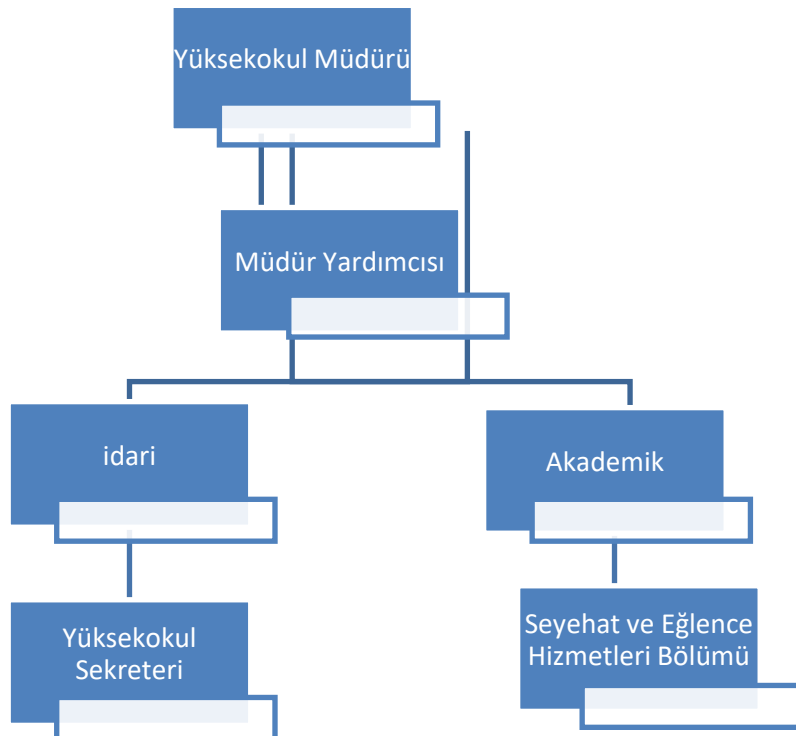 Yüksekokul Müdürü
Müdür Yardımcısı
idari
Akademik
Yüksekokul
Sekreteri
Seyehat ve Eğlence
Hizmetleri Bölümü